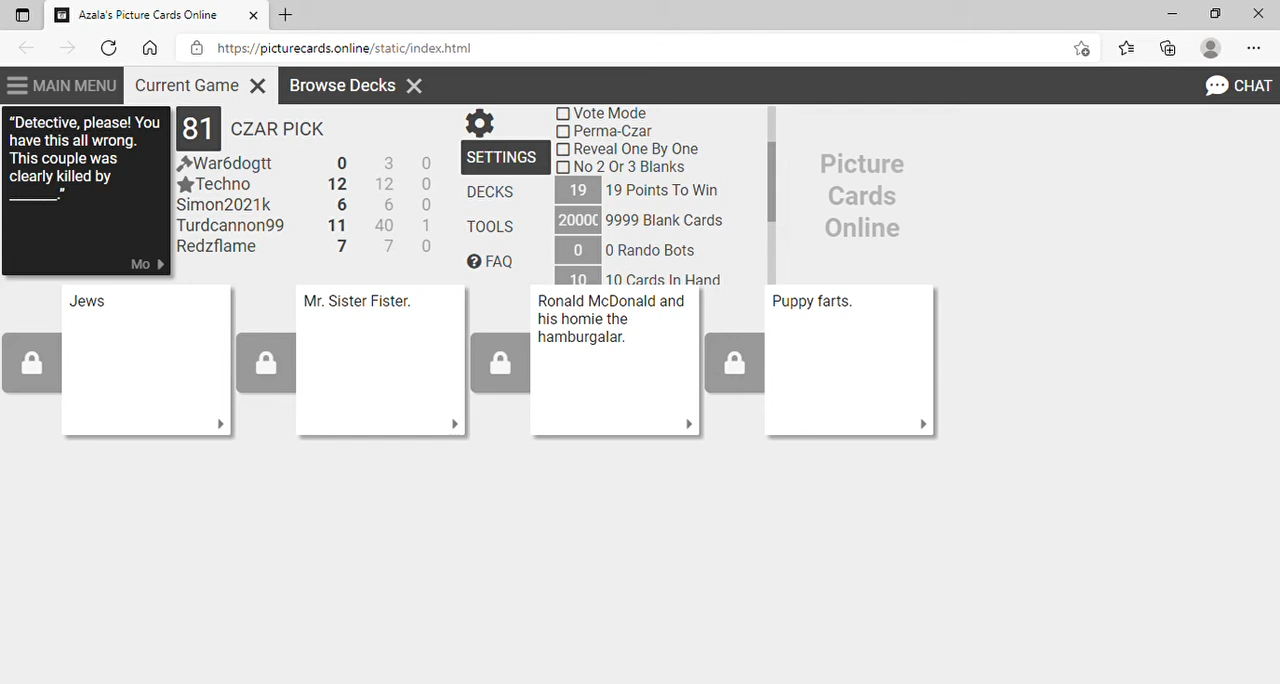 Azala's Picture Cards Online
https://picturecards.online/static/index.html
MAIN MENU
Current Game
Browse Decks
CHAT
“Detective, please! You
have this all wrong.
This couple was
clearly killed by
______.”
Mo
81 CZAR PICK
War6dogtt 0 3 0
Techno 12 12 0
Simon2021k 6 6 0
Turdcannon99 11 40 1
Redzflame 7 7 0
SETTINGS
DECKS
TOOLS
FAQ
Vote Mode
Perma-Czar
Reveal One By One
No 2 Or 3 Blanks
19 19 Points To Win
20000 9999 Blank Cards
0 0 Rando Bots
10 10 Cards In Hand
Picture
Cards
Online
Jews
Mr. Sister Fister.
Ronald McDonald and
his homie the
hamburgalar.
Puppy farts.